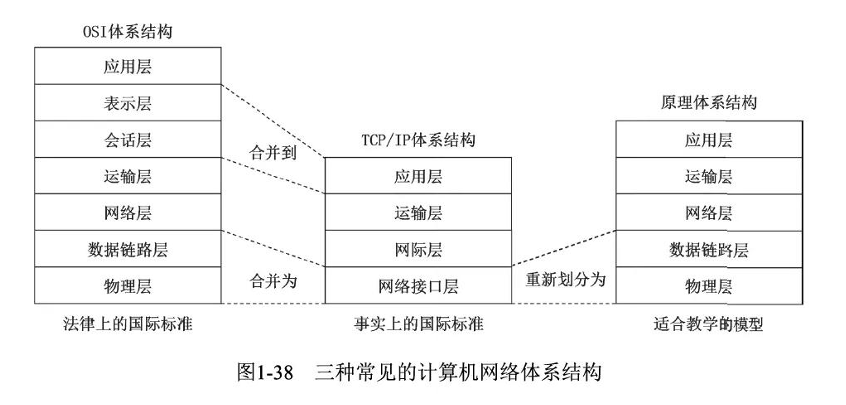 OSI体系结构
应用层
表示层
会话层
运输层
网络层
数据链路层
物理层
法律上的国际标准
合并到
合并为
TCP/IP体系结构
应用层
运输层
网际层
网络接口层
事实上的国际标准
重新划分为
原理体系结构
应用层
运输层
网络层
数据链路层
物理层
适合教学的模型
图1-38 三种常见的计算机网络体系结构